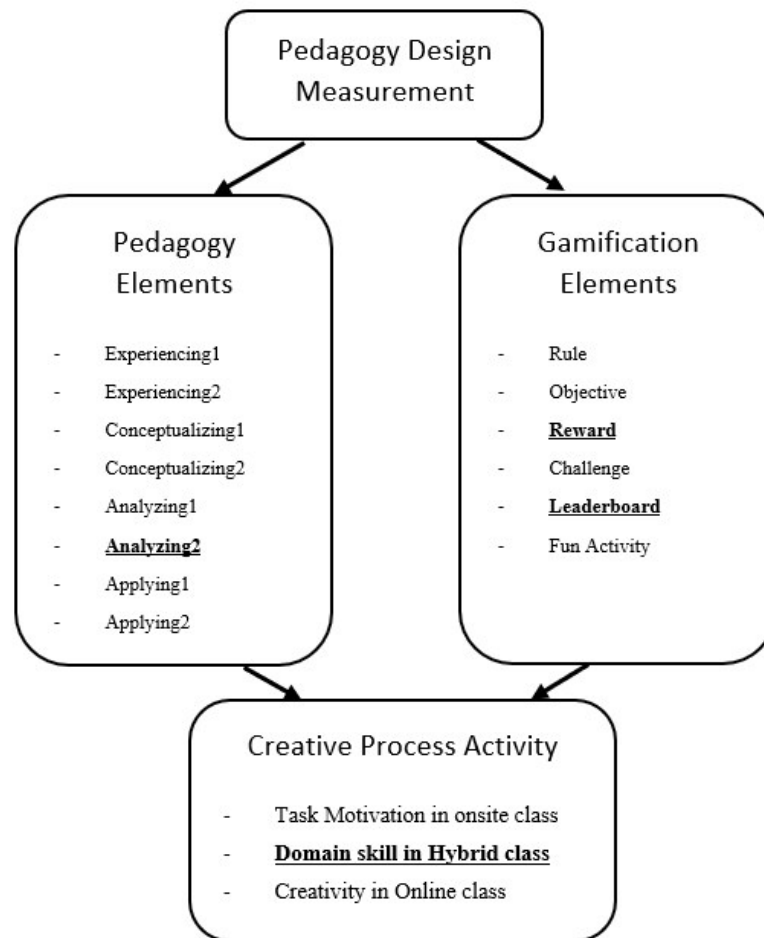 Pedagogy Design
Measurement
Pedagogy
Elements
- Experiencing1
- Experiencing2
- Conceptualizing1
- Conceptualizing2
- Analyzing1
- Analyzing2
- Applying1
- Applying2
Gamification
Elements
- Rule
- Objective
- Reward
- Challenge
- Leaderboard
- Fun Activity
Creative Process Activity
- Task Motivation in onsite class
- Domain skill in Hybrid class
- Creativity in Online class